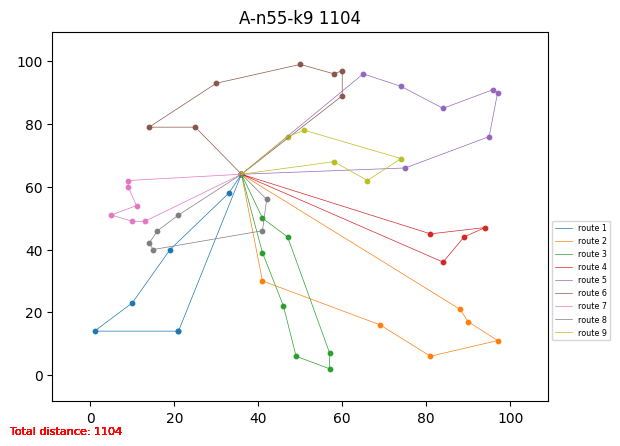 A-n55-k9 1104
100
80
60
40
20
0
0 20 40 60 80 100
route 1
route 2
route 3
route 4
route 5
route 6
route 7
route 8
route 9
Total distance: 1104